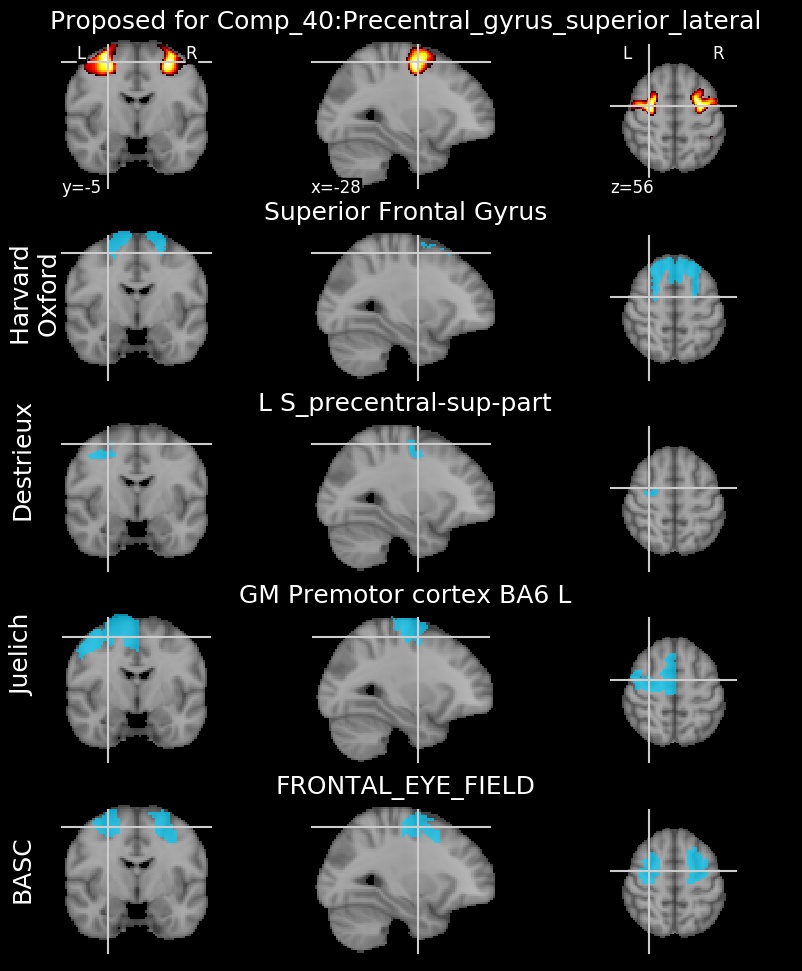 Proposed for Comp_40:Precentral_gyrus_superior_lateral
L R
L R
y=-5 x=-28 z=56
Superior Frontal Gyrus
Harvard
Oxford
L S_precentral-sup-part
Destrieux
GM Premotor cortex BA6 L
Juelich
FRONTAL_EYE_FIELD
BASC